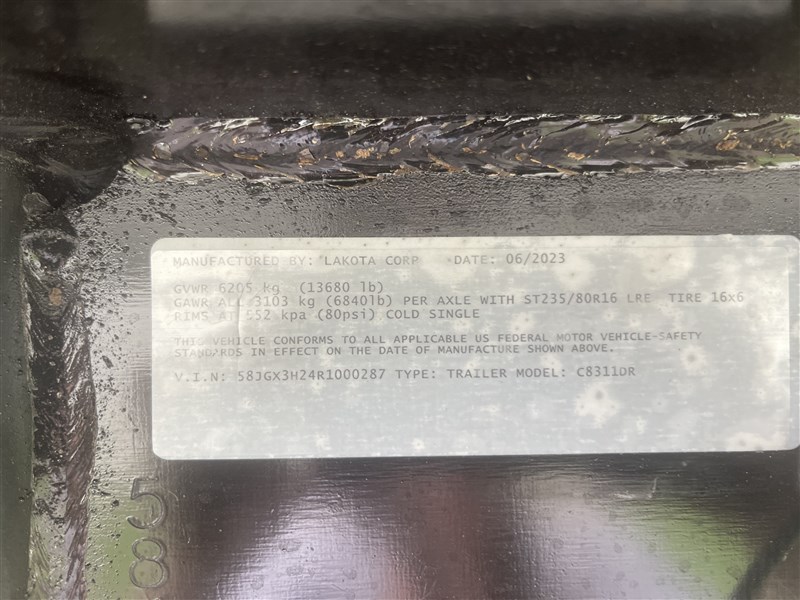 MANUFACTURED BY: LAKOTA CORP DATE: 06/2023
GVWR 6205 kg (13680 lb)
GAWR ALL 3103 kg (6840lb) PER AXLE WITH ST235/80R16 LRE TIRE 16x6
RIMS AT 552 kpa (80psi) COLD SINGLE
THIS VEHICLE CONFORMS TO ALL APPLICABLE US FEDERAL MOTOR VEHICLE-SAFETY
STANDARDS IN EFFECT ON THE DATE OF MANUFACTURE SHOWN ABOVE.
V.I.N: 58JGX3H24R1000287 TYPE: TRAILER MODEL: C8311DR
5
8